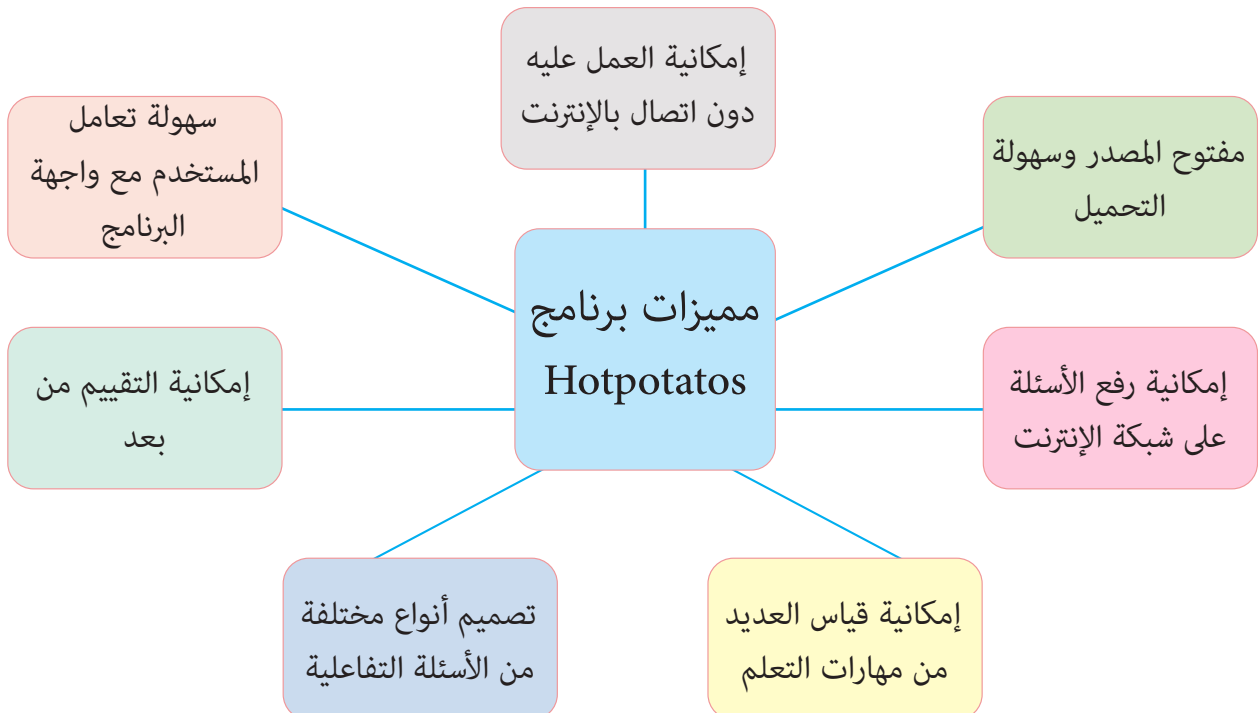 إمكانية العمل عليه
دون اتصال بالإنترنت
مفتوح المصدر وسهولة
التحميل
سهولة تعامل
المستخدم مع واجهة
البرنامج
مميزات برنامج
Hotpotatos
إمكانية رفع الأسئلة
على شبكة الإنترنت
إمكانية التقييم من
بعد
إمكانية قياس العديد
من مهارات التعلم
تصميم أنواع مختلفة
من الأسئلة التفاعلية